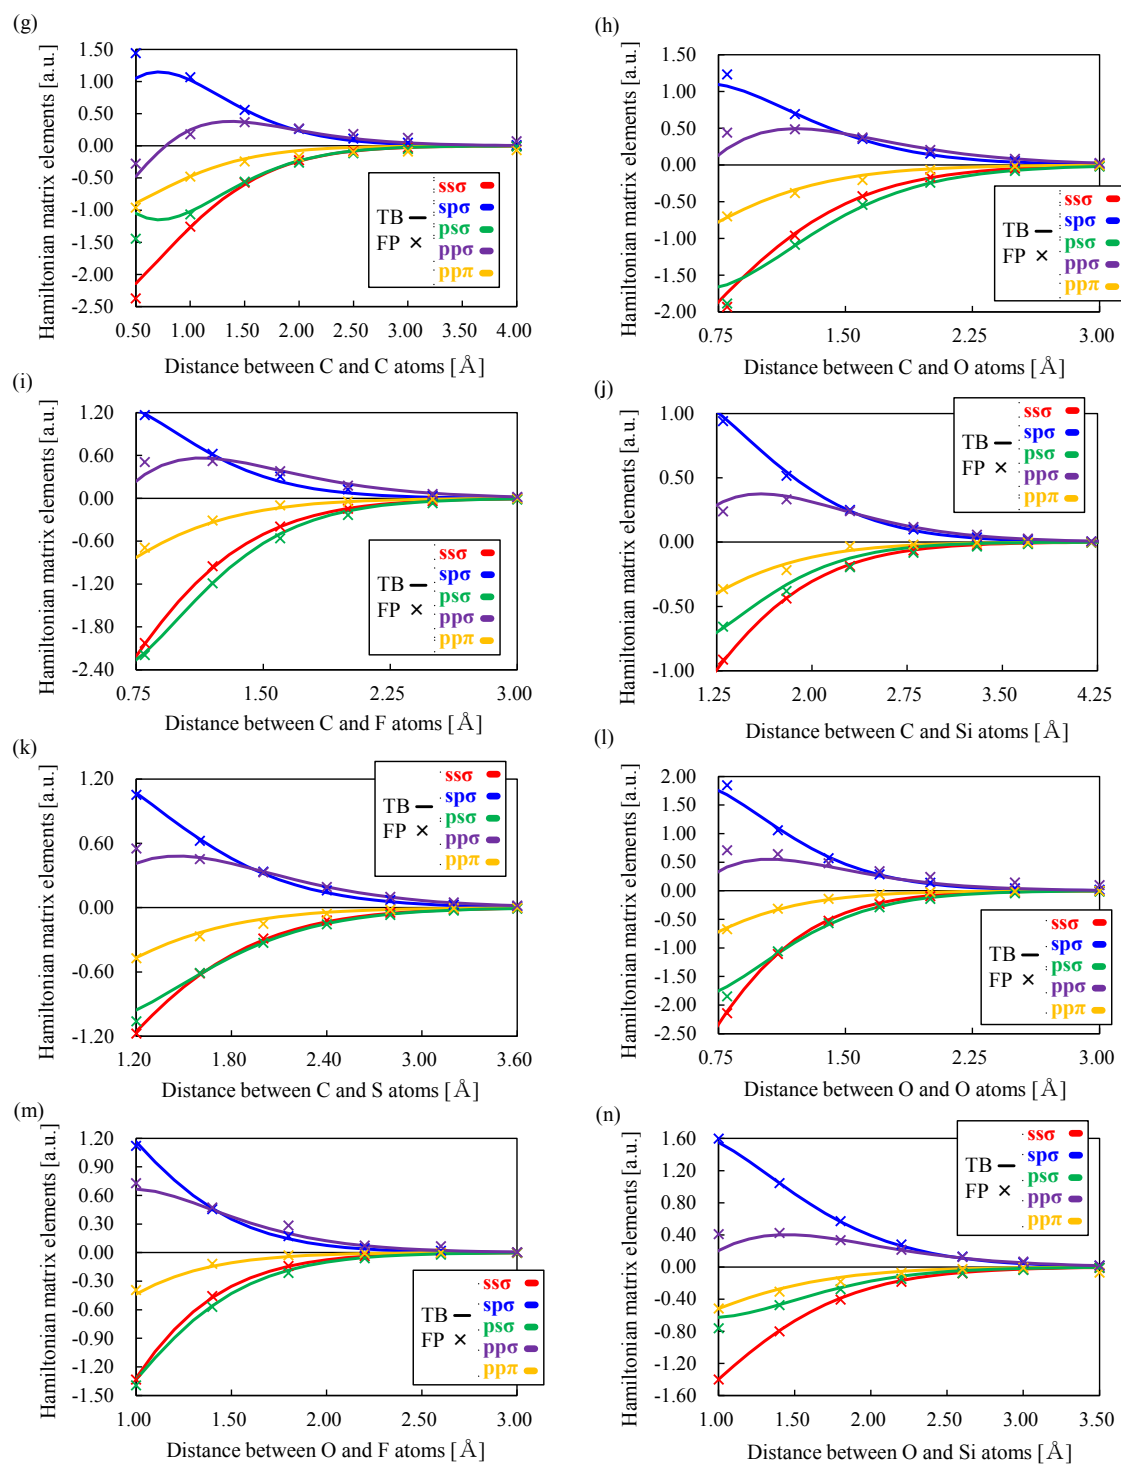 (g)
Hamiltonian matrix elements [a.u.]
1.50
1.00
0.50
0.00
-0.50
-1.00
-1.50
-2.00
-2.50
0.50 1.00 1.50 2.00 2.50 3.00 4.00
Distance between C and C atoms [Å]
TB
FP ×
ssσ
spσ
psσ
ppσ
ppπ
(h)
Hamiltonian matrix elements [a.u.]
1.50
1.00
0.50
0.00
-0.50
-1.00
-1.50
-2.00
0.75 1.50 2.25 3.00
Distance between C and O atoms [Å]
TB
FP ×
ssσ
spσ
psσ
ppσ
ppπ
(i)
Hamiltonian matrix elements [a.u.]
1.20
0.60
0.00
-0.60
-1.20
-1.80
-2.40
0.75 1.50 2.25 3.00
Distance between C and F atoms [Å]
TB
FP ×
ssσ
spσ
psσ
ppσ
ppπ
(j)
Hamiltonian matrix elements [a.u.]
1.00
0.50
0.00
-0.50
-1.00
1.25 2.00 2.75 3.50 4.25
Distance between C and Si atoms [Å]
TB
FP ×
ssσ
spσ
psσ
ppσ
ppπ
(k)
Hamiltonian matrix elements [a.u.]
1.20
0.60
0.00
-0.60
-1.20
1.20 1.80 2.40 3.00 3.60
Distance between C and S atoms [Å]
TB
FP ×
ssσ
spσ
psσ
ppσ
ppπ
(l)
Hamiltonian matrix elements [a.u.]
2.00
1.50
1.00
0.50
0.00
-0.50
-1.00
-1.50
-2.00
-2.50
0.75 1.50 2.25 3.00
Distance between O and O atoms [Å]
TB
FP ×
ssσ
spσ
psσ
ppσ
ppπ
(m)
Hamiltonian matrix elements [a.u.]
1.20
0.90
0.60
0.30
0.00
-0.30
-0.60
-0.90
-1.20
-1.50
1.00 1.50 2.00 2.50 3.00
Distance between O and F atoms [Å]
TB
FP ×
ssσ
spσ
psσ
ppσ
ppπ
(n)
Hamiltonian matrix elements [a.u.]
1.60
1.20
0.80
0.40
0.00
-0.40
-0.80
-1.20
-1.60
1.00 1.50 2.00 2.50 3.00 3.50
Distance between O and Si atoms [Å]
TB
FP ×
ssσ
spσ
psσ
ppσ
ppπ